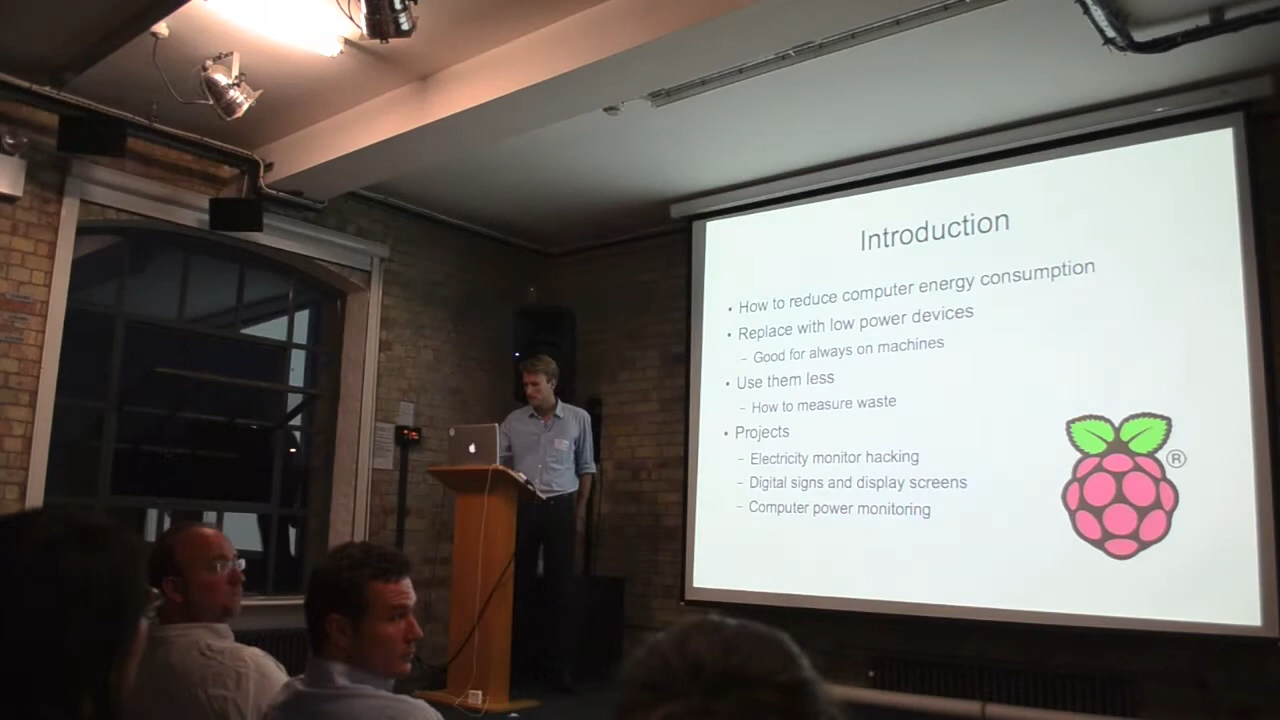 Introduction
• How to reduce computer energy consumption
• Replace with low power devices
– Good for always on machines
• Use them less
– How to measure waste
• Projects
– Electricity monitor hacking
– Digital signs and display screens
– Computer power monitoring
®